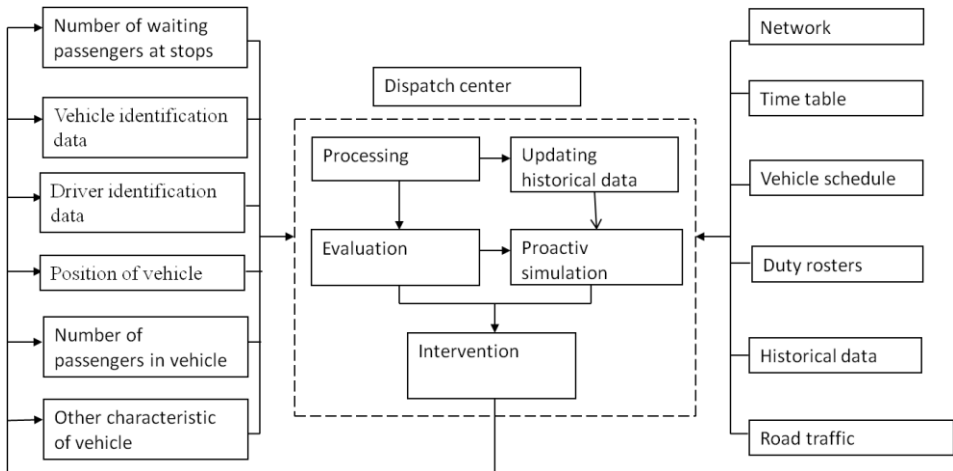 Number of waiting
passengers at stops
Vehicle identification
data
Driver identification
data
Position of vehicle
Number of
passengers in vehicle
Other characteristic
of vehicle
Dispatch center
Processing
Updating
historical data
Evaluation
Proactiv
simulation
Intervention
Network
Time table
Vehicle schedule
Duty rosters
Historical data
Road traffic